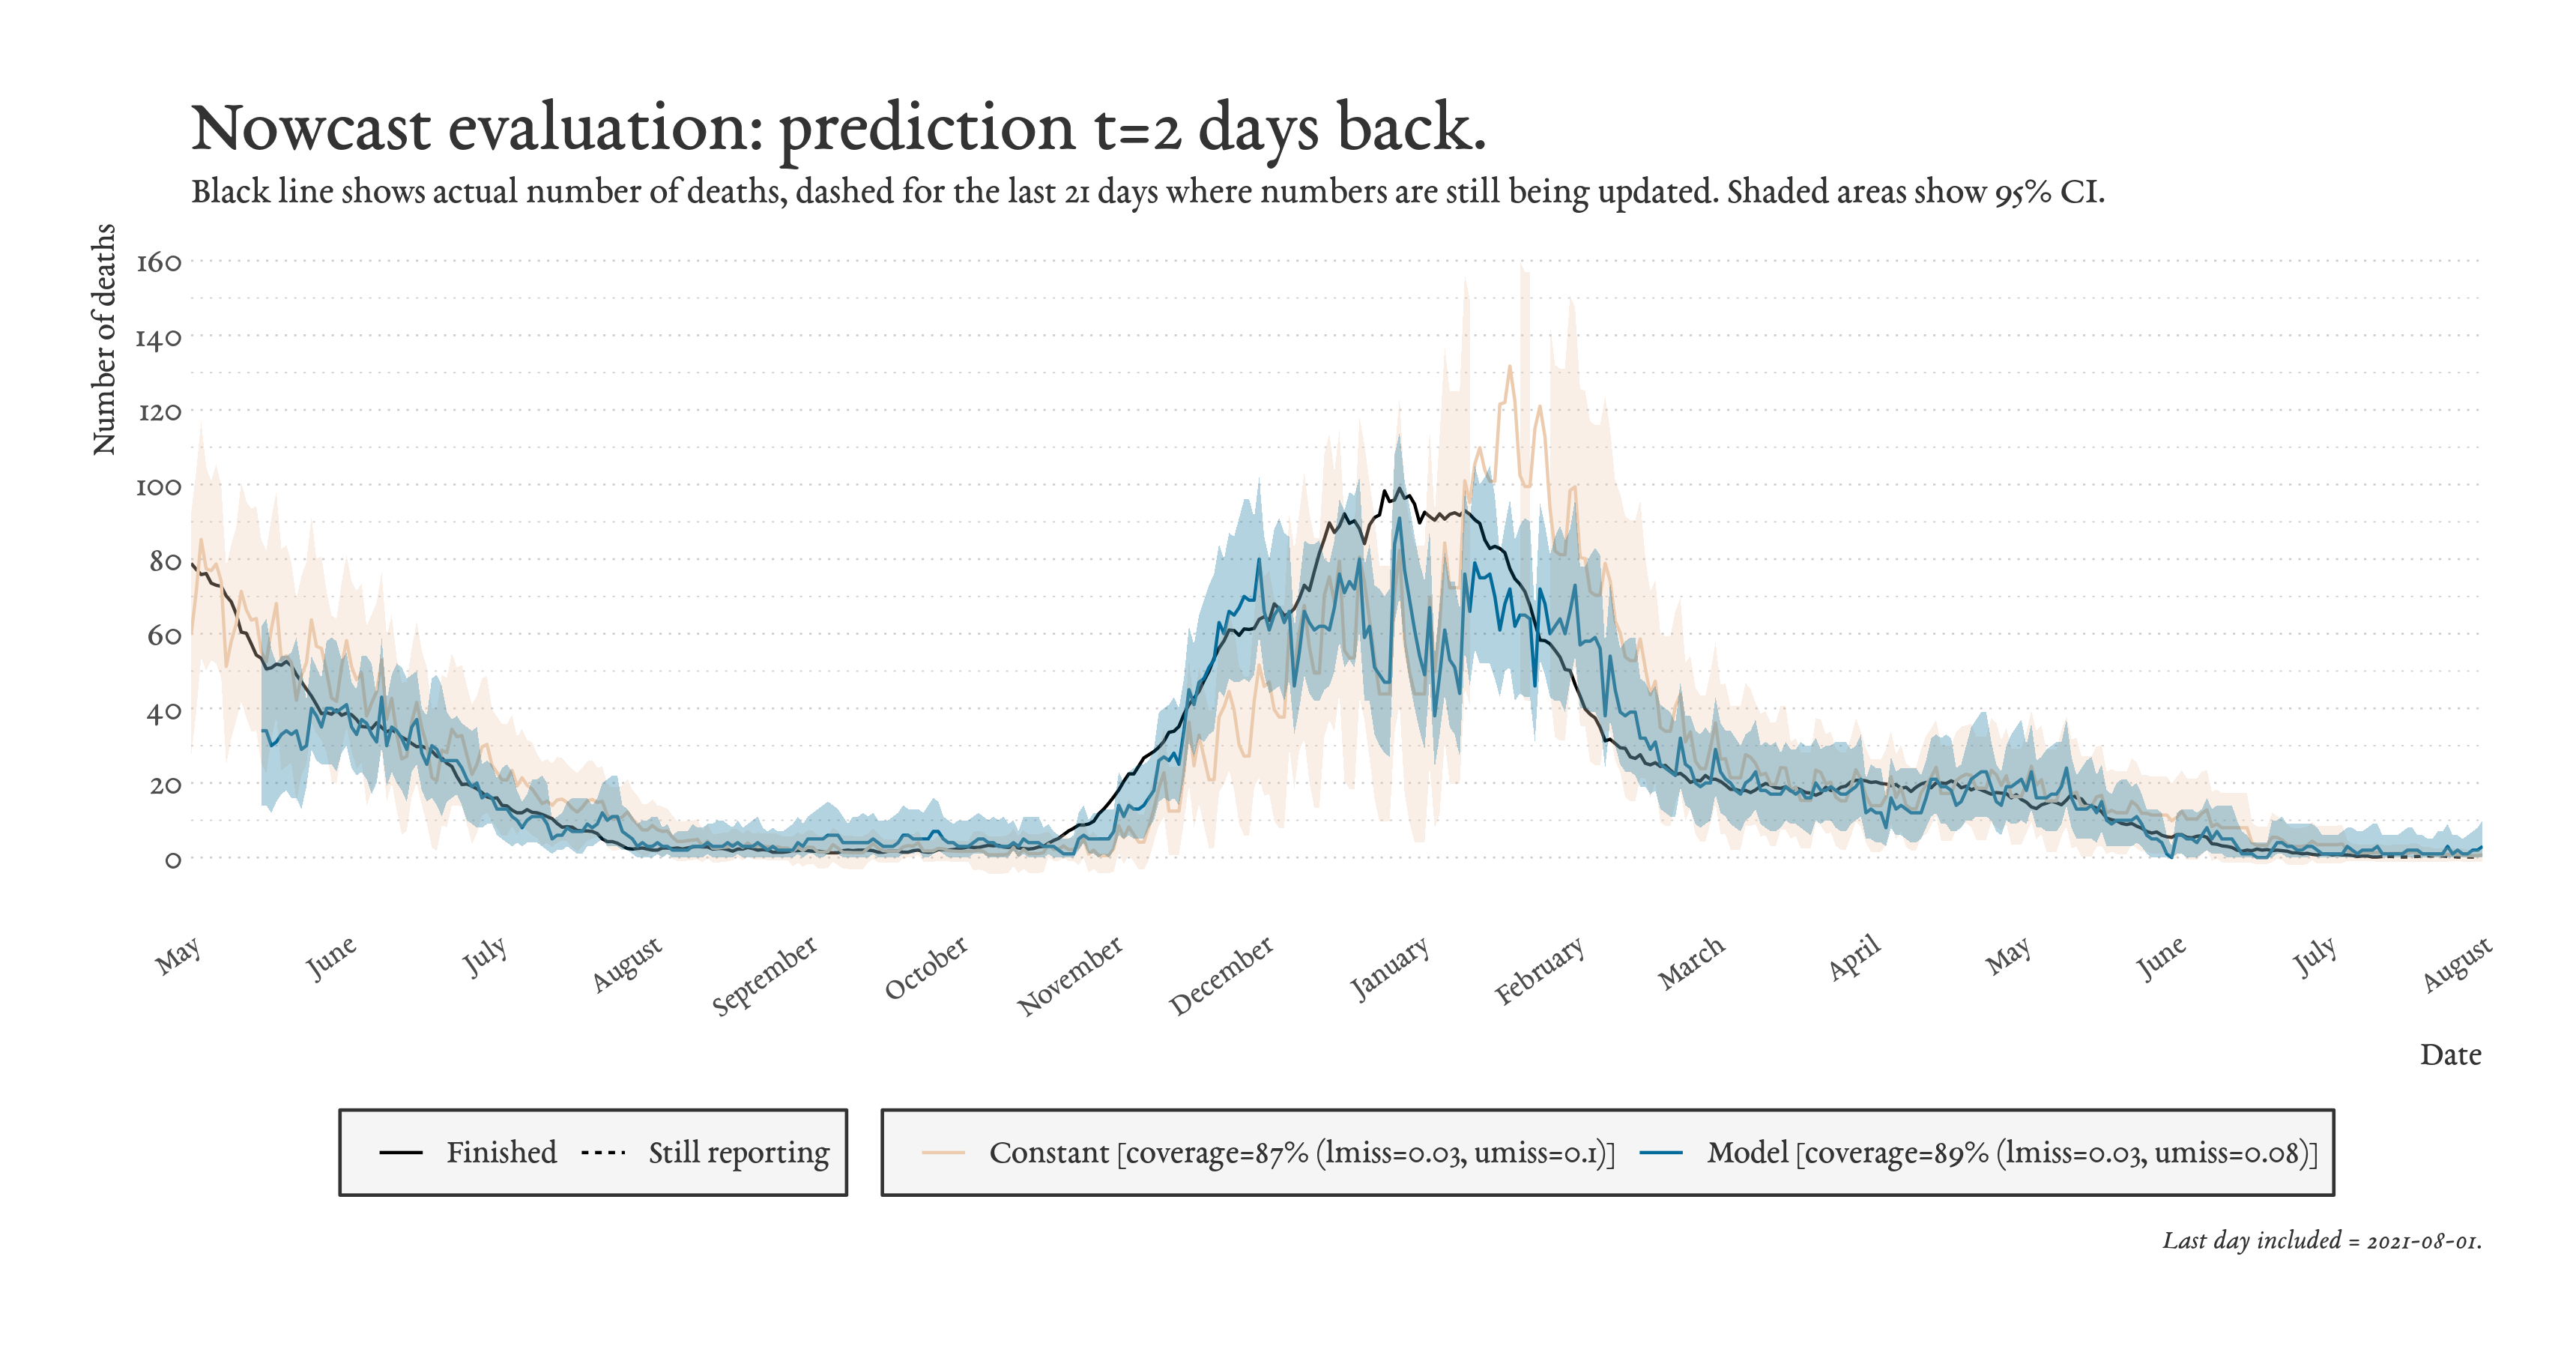 Nowcast evaluation: prediction t=2 days back.
Black line shows actual number of deaths, dashed for the last 21 days where numbers are still being updated. Shaded areas show 95% CI.
Number of deaths
160
140
120
100
80
60
40
20
0
May June July August September October November December January February March April May June July August
Date
Finished Still reporting Constant [coverage=87% (lmiss=0.03, umiss=0.1)] Model [coverage=89% (lmiss=0.03, umiss=0.08)]
Last day included = 2021-08-01.